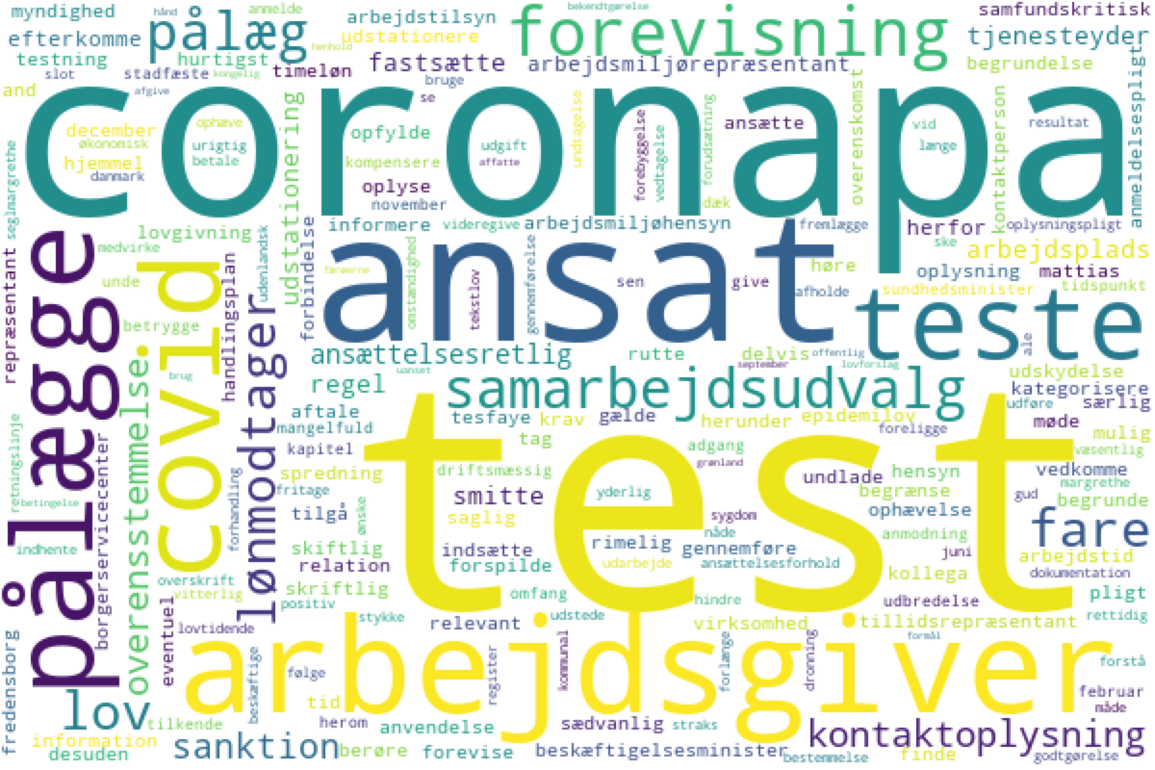 myndighed
hånd
anmelde
pålæg
arbejdstilsyn
bekendtgørelse
forevisning
samfundskritisk
efterkomme
udstationere
tjenesteyder
testning
hurtigst
henhold
fastsætte
arbejdsmiljørepræsentant
begrundelse
slot
stadfæste
kongelig
timeløn
bruge
and
afgive
se
coronapa
december
ophæve
økonomisk
urigtig
hjemmel
betale
danmark
udstationering
opfylde
kompensere
oplyse
november
udgift
affatte
undtagelse
forebyggelse
vedtagelse
forudsætning
ansætte
dæk
overenskomst
vid
længe
kontaktperson
resultat
anmeldelsespligt
seglmargrethe
informere
videregive
arbejdsmiljøhensyn
fremlægge
herfor
oplysningspligt
lovgivning
medvirke
unde
udenlandsk
forbindelse
færøerne
ansat
omstændighed
tekstlov
gennemførelse
sen
give
afholde
høre
ske
arbejdsplads
oplysning
mattias
sundhedsminister
tidspunkt
repræsentant
pålægge
covid
handlingsplan
betrygge
brug
lønmodtager
teste
ale
ansættelsesretlig
rutte
delvis
offentlig
september
lovforslag
uanset
regel
samarbejdsudvalg
udskydelse
kategorisere
udføre
særlig
aftale
mangelfuld
tesfaye
krav
gælde
herunder
epidemilov
foreligge
møde
mulig
væsentlig
kapitel
tag
adgang
grønland
test
spredning
driftsmæssig
undlade
hensyn
vedkomme
margrethe
fritage
ønske
smitte
yderlig
begrænse
gud
begrunde
tilgå
saglig
sygdom
nåde
ophævelse
fare
retningslinje
betingelse
borgerservicecenter
overensstemmelse.
forhandling
skiftlig
indsætte
rimelig
gennemføre
anmodning
juni
arbejdstid
indhente
relation
forspilde
udarbejde
ansættelsesforhold
kollega
dokumentation
overskrift
vitterlig
skriftlig
positiv
omfang
hindre
udbredelse
pligt
rettidig
stykke
relevant
udstede
virksomhed
tillidsrepræsentant
formål
lovtidende
eventuel
arbejdsgiver
fredensborg
beskæftige
følge
register
kommunal
forlænge
dronning
forstå
lov
tid
februar
måde
tilkende
herom
anvendelse
sædvanlig
straks
kontaktoplysning
information
desuden
sanktion
berøre
forevise
beskæftigelsesminister
bestemmelse
finde
godtgørelse